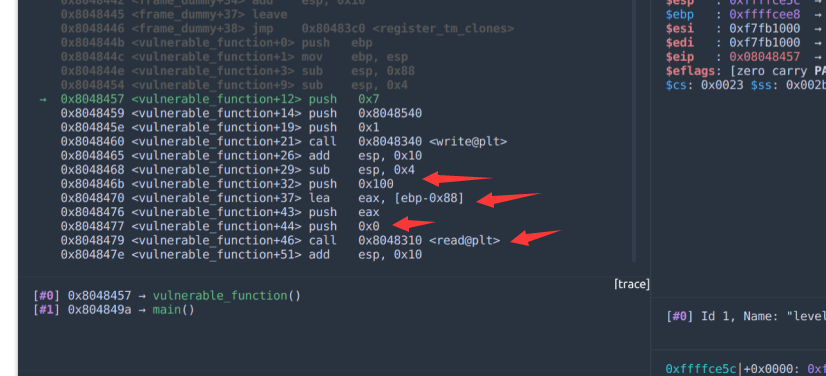 0x8048442 <frame_dummy+34> add    esp, 0x10
0x8048445 <frame_dummy+37> leave
0x8048446 <frame_dummy+38> jmp    0x80483c0 <register_tm_clones>
0x804844b <vulnerable_function+0> push   ebp
0x804844c <vulnerable_function+1> mov    ebp, esp
0x804844e <vulnerable_function+3> sub    esp, 0x88
0x8048454 <vulnerable_function+9> sub    esp, 0x4
→ 0x8048457 <vulnerable_function+12> push   0x7
0x8048459 <vulnerable_function+14> push   0x8048540
0x804845e <vulnerable_function+19> push   0x1
0x8048460 <vulnerable_function+21> call   0x8048340 <write@plt>
0x8048465 <vulnerable_function+26> add    esp, 0x10
0x8048468 <vulnerable_function+29> sub    esp, 0x4
0x804846b <vulnerable_function+32> push   0x100
0x8048470 <vulnerable_function+37> lea    eax, [ebp-0x88]
0x8048476 <vulnerable_function+43> push   eax
0x8048477 <vulnerable_function+44> push   0x0
0x8048479 <vulnerable_function+46> call   0x8048310 <read@plt>
0x804847e <vulnerable_function+51> add    esp, 0x10
[trace]
[#0] 0x8048457 → vulnerable_function()
[#1] 0x804849a → main()
$esp   : 0xffffce5c →
$ebp   : 0xffffcee8 →
$esi   : 0xf7fb1000 →
$edi   : 0xf7fb1000 →
$eip   : 0x08048457 →
$eflags: [zero carry PA
$cs: 0x0023 $ss: 0x002b
[#0] Id 1, Name: "level
0xffffce5c|+0x0000: 0xf